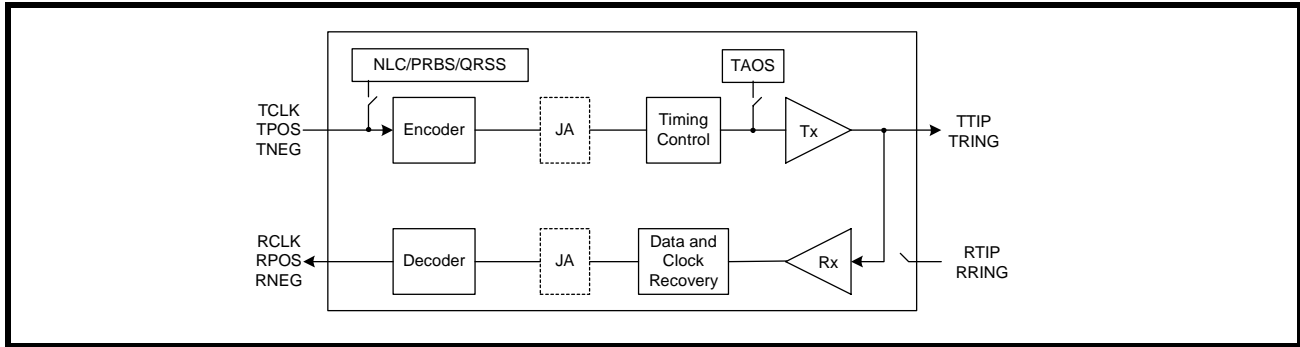 NLC/PRBS/QRSS
TAOS
TCLK
TPOS
TNEG
Encoder
JA
Timing
Control
Tx
TTIP
TRING
RCLK
RPOS
RNEG
Decoder
JA
Data and
Clock
Recovery
Rx
RTIP
RRING